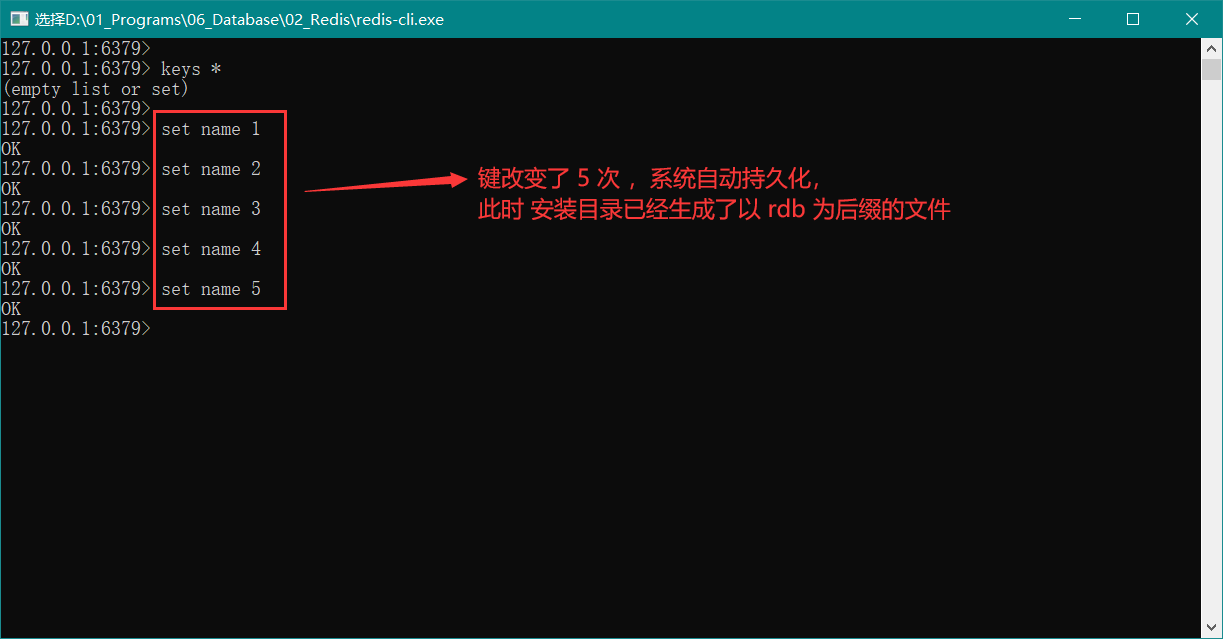 选择D:\01_Programs\06_Database\02_Redis\redis-cli.exe
127.0.0.1:6379>
127.0.0.1:6379> keys *
(empty list or set)
127.0.0.1:6379>
127.0.0.1:6379> set name 1
OK
127.0.0.1:6379> set name 2
OK
127.0.0.1:6379> set name 3
OK
127.0.0.1:6379> set name 4
OK
127.0.0.1:6379> set name 5
OK
127.0.0.1:6379>
键改变了 5 次 ，系统自动持久化，
此时 安装目录已经生成了以 rdb 为后缀的文件